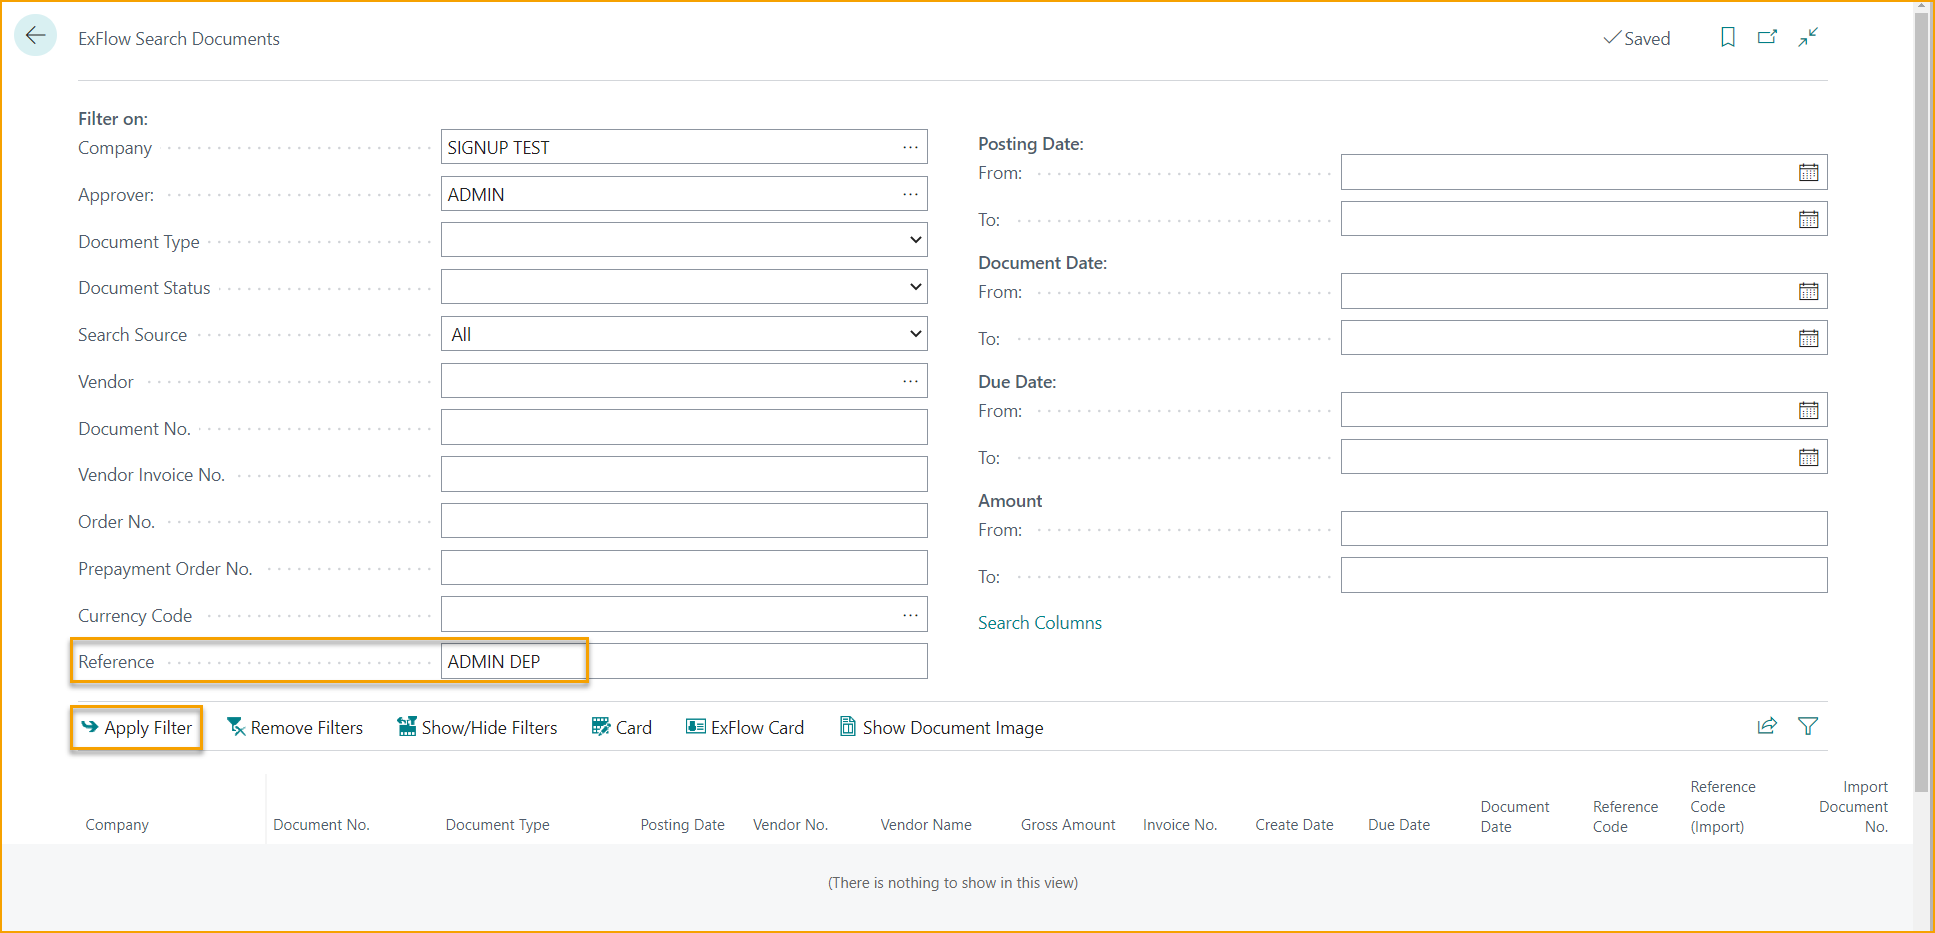 ExFlow Search Documents
Saved
Filter on:
Company
SIGNUP TEST
Approver:
ADMIN
Document Type
Document Status
Search Source
All
Vendor
Document No.
Vendor Invoice No.
Order No.
Prepayment Order No.
Currency Code
Reference
ADMIN DEP
Posting Date:
From:
To:
Document Date:
From:
To:
Due Date:
From:
To:
Amount
From:
To:
Search Columns
Apply Filter
Remove Filters
Show/Hide Filters
Card
ExFlow Card
Show Document Image
Company
Document No.
Document Type
Posting Date
Vendor No.
Vendor Name
Gross Amount
Invoice No.
Create Date
Due Date
Document
Date
Reference
Code
Reference
Code
(Import)
Import
Document
No.
(There is nothing to show in this view)